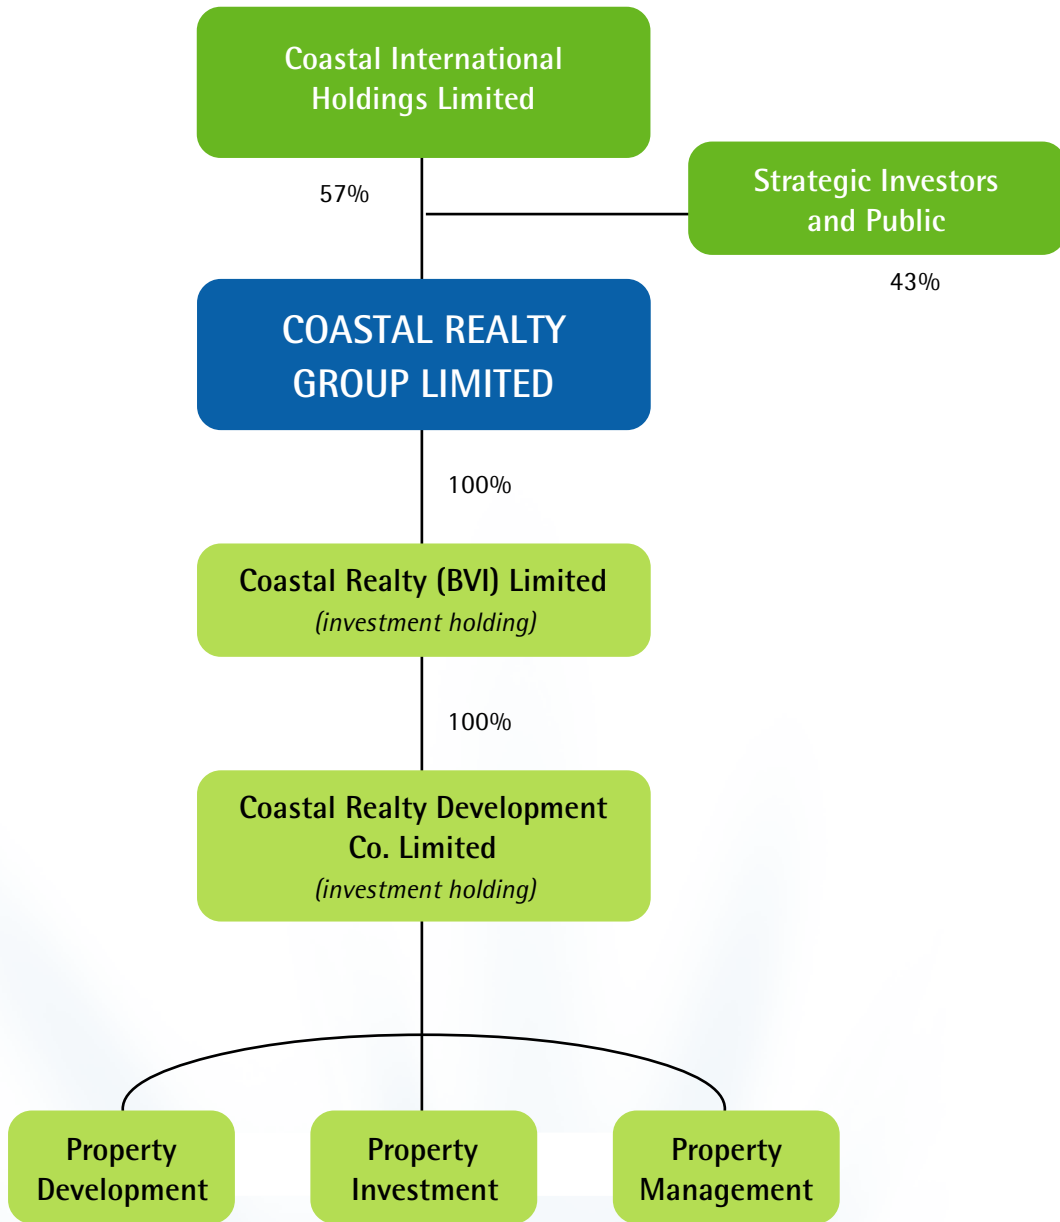 Coastal International
Holdings Limited
57%
Strategic Investors
and Public
43%
COASTAL REALTY
GROUP LIMITED
100%
Coastal Realty (BVI) Limited
(investment holding)
100%
Coastal Realty Development
Co. Limited
(investment holding)
Property
Development
Property
Investment
Property
Management